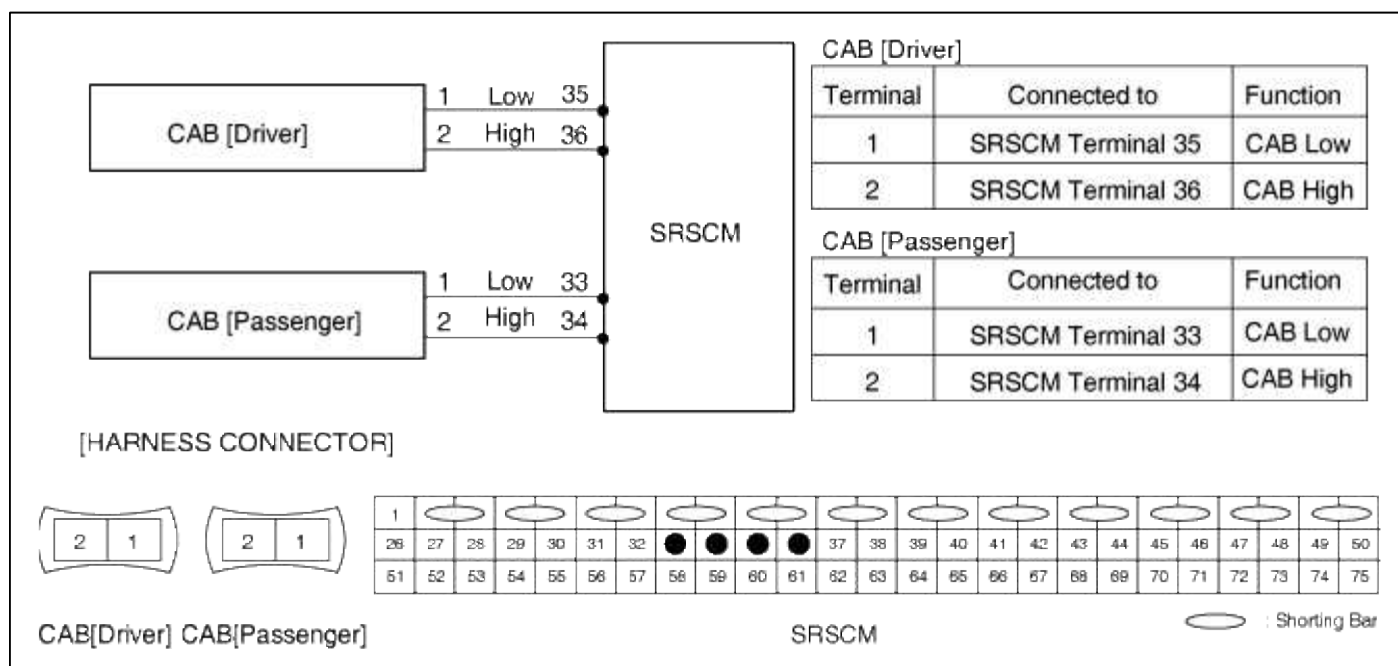 CAB [Driver]
1 Low 35
2 High 36
CAB [Passenger]
1 Low 33
2 High 34
SRSCM
CAB [Driver]
Terminal Connected to Function
1 SRSCM Terminal 35 CAB Low
2 SRSCM Terminal 36 CAB High
CAB [Passenger]
Terminal Connected to Function
1 SRSCM Terminal 33 CAB Low
2 SRSCM Terminal 34 CAB High
[HARNESS CONNECTOR]
2 1
2 1
1
26 27 28 29 30 31 32 37 38 39 40 41 42 43 44 45 46 47 48 49 50
51 52 53 54 55 56 57 58 59 60 61 62 63 64 65 66 67 68 69 70 71 72 73 74 75
CAB[Driver] CAB[Passenger]
SRSCM
: Shorting Bar